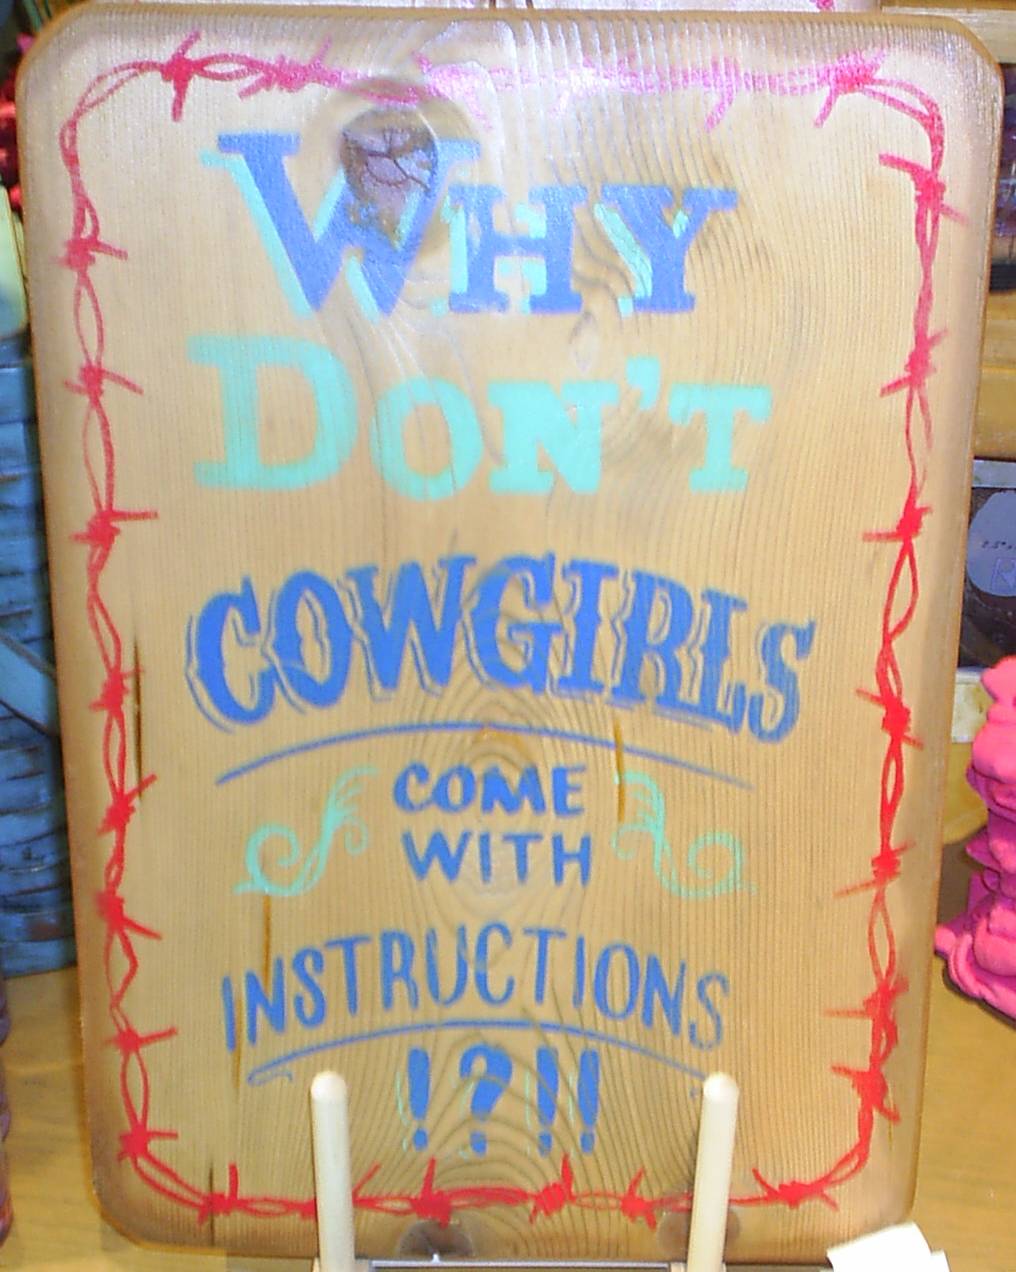 WHY
DON'T
COWGIRLS
COME
WITH
INSTRUCTIONS
!?!!